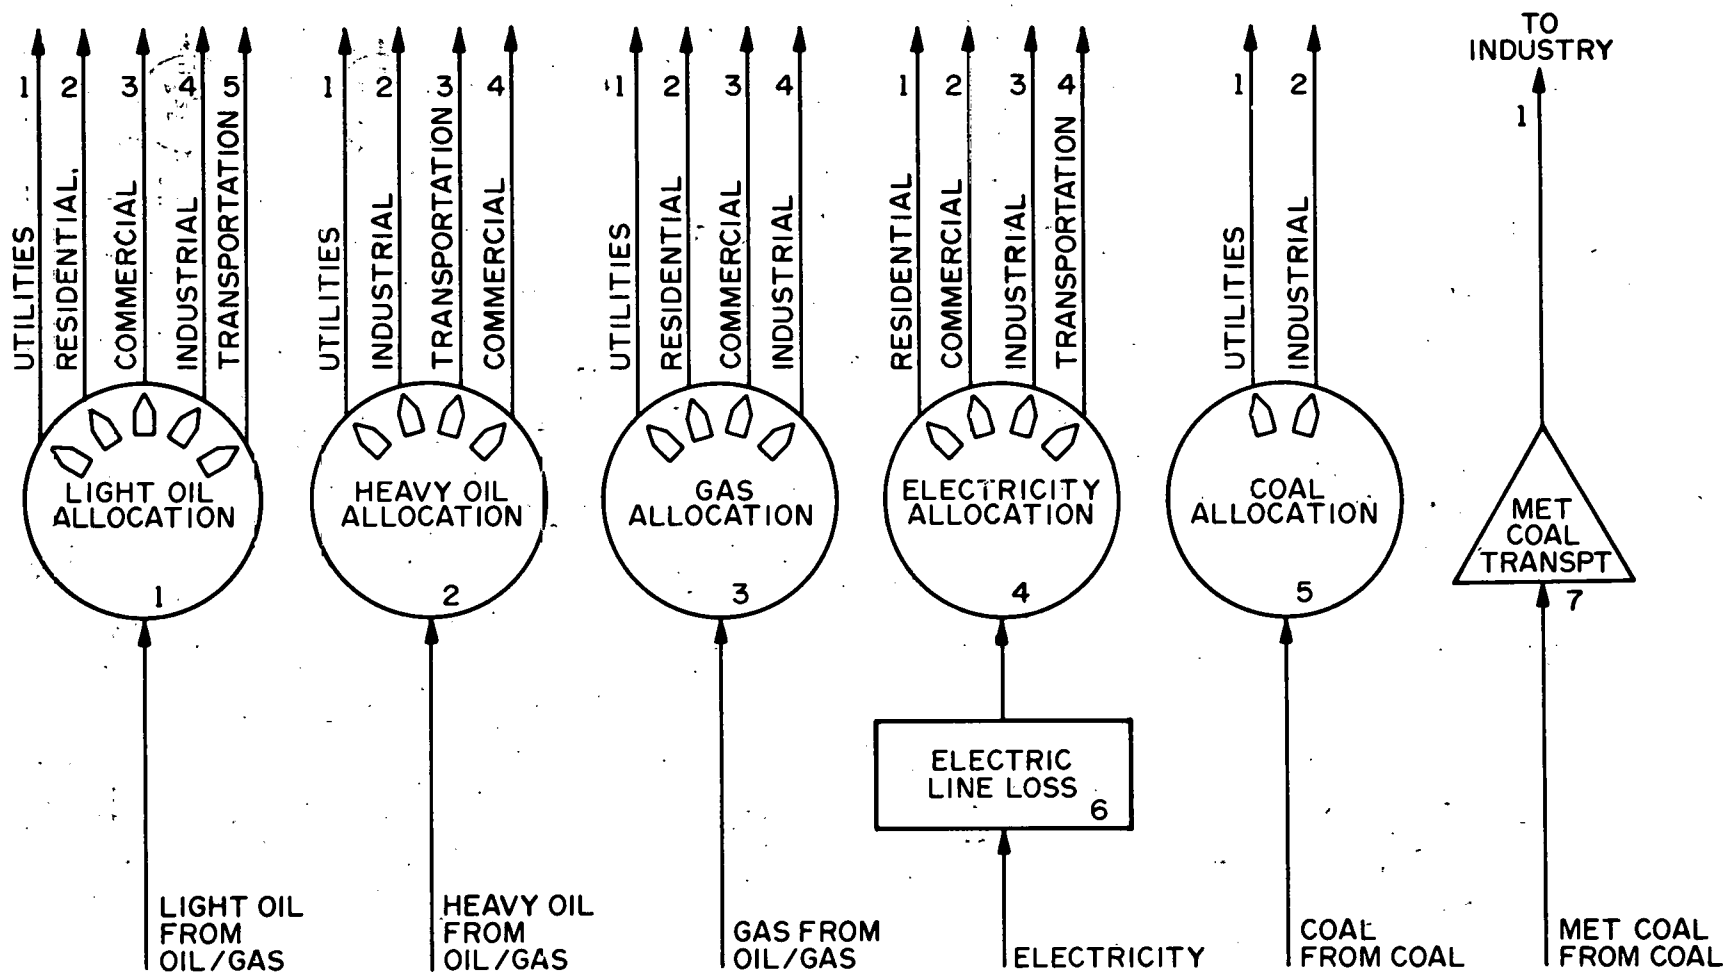 TO
INDUSTRY
1 2 3 4 5
1 2 3 4
1 2 3 4
1 2 3 4
1 2
1
UTILITIES
RESIDENTIAL
COMMERCIAL
INDUSTRIAL
TRANSPORTATION
UTILITIES
INDUSTRIAL
TRANSPORTATION
COMMERCIAL
UTILITIES
RESIDENTIAL
COMMERCIAL
INDUSTRIAL
RESIDENTIAL
COMMERCIAL
INDUSTRIAL
TRANSPORTATION
UTILITIES
INDUSTRIAL
LIGHT OIL
ALLOCATION
1
HEAVY OIL
ALLOCATION
2
GAS
ALLOCATION
3
ELECTRICITY
ALLOCATION
4
COAL
ALLOCATION
5
MET
COAL
TRANSPT
7
ELECTRIC
LINE LOSS
6
LIGHT OIL
FROM
OIL/GAS
HEAVY OIL
FROM
OIL/GAS
GAS FROM
OIL/GAS
ELECTRICITY
COAL
FROM COAL
MET COAL
FROM COAL